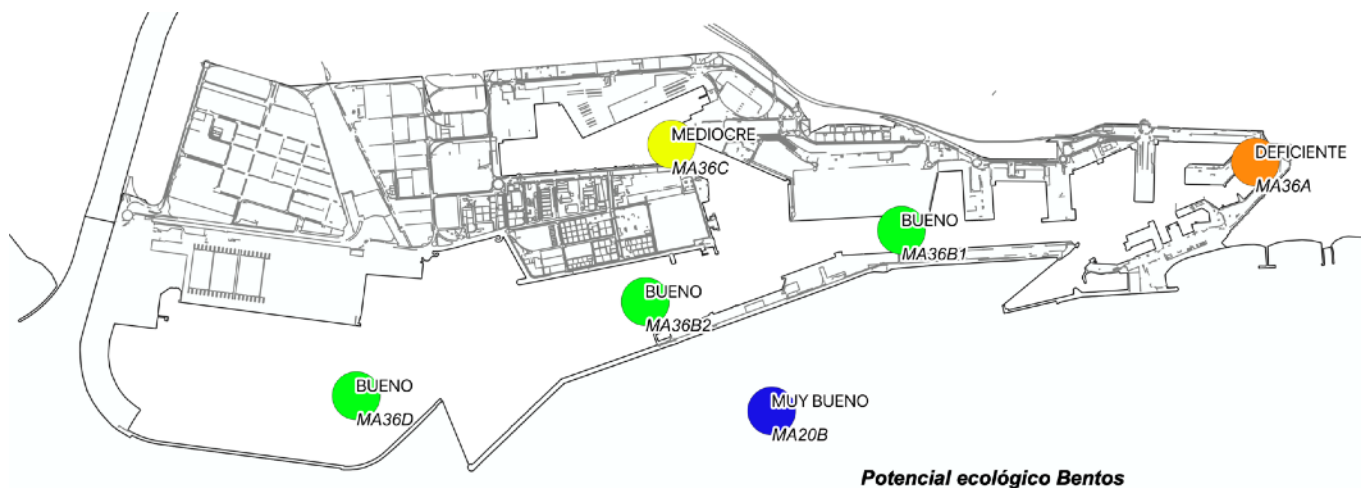 MEDIOCRE
MA36C
DEFICIENTE
MA36A
BUENO
MA36B1
BUENO
MA36B2
BUENO
MA36D
MUY BUENO
MA20B
Potencial ecológico Bentos